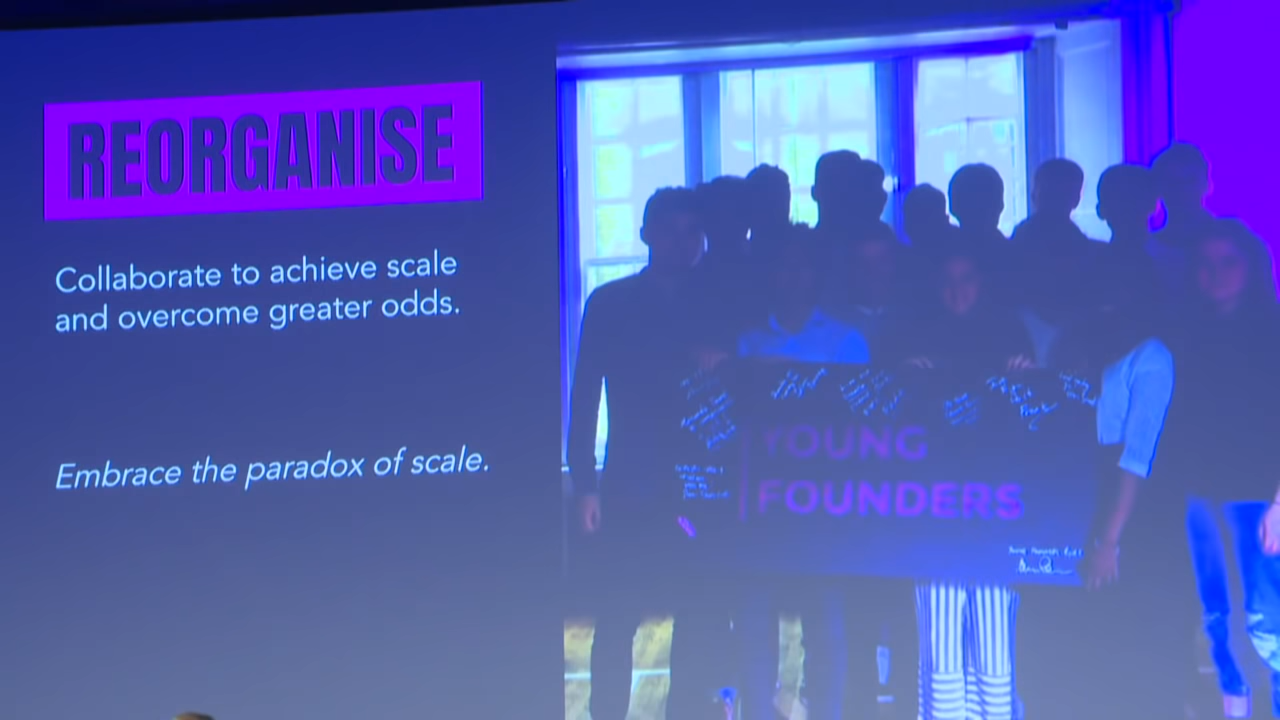 REORGANISE
Collaborate to achieve scale
and overcome greater odds.
Embrace the paradox of scale.
YOUNG
FOUNDERS